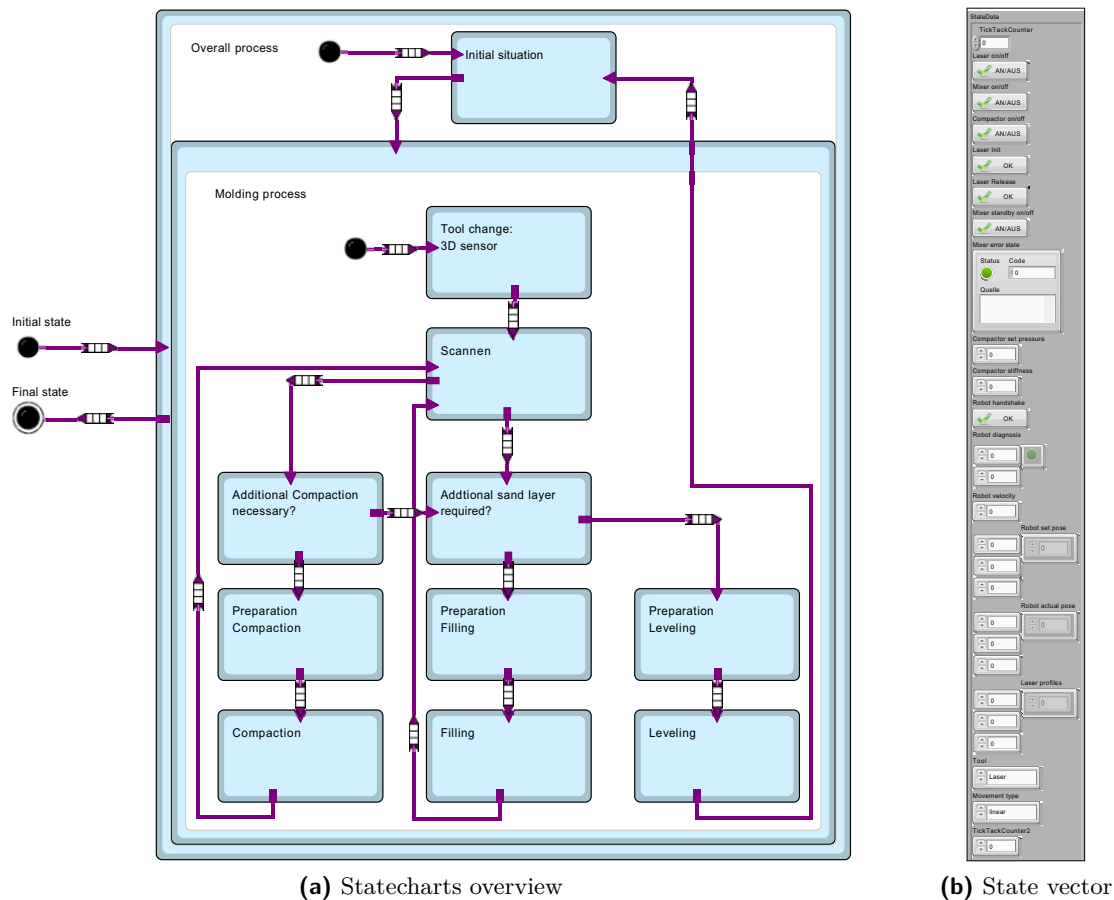 Overall process
Initial situation
Molding process
Tool change:
3D sensor
Initial state
Scannen
Final state
Additional Compaction
necessary?
Addtional sand layer
required?
Preparation
Compaction
Preparation
Filling
Preparation
Leveling
Compaction
Filling
Leveling
(a) Statecharts overview
StateData
TickTackCounter
0
Laser on/off
AN/AUS
Mixer on/off
AN/AUS
Compactor on/off
AN/AUS
Laser Init
OK
Laser Release
OK
Mixer standby on/off
AN/AUS
Mixer error state
Status Code
0
Quelle
Compactor set pressure
0
Compactor stiffness
0
Robot handshake
OK
Robot diagnosis
0
0
Robot velocity
0
Robot set pose
0 0
0
0
Robot actual pose
0 0
0
0
Laser profiles
0 0
0
0
Tool
Laser
Movement type
linear
TickTackCounter2
0
(b) State vector